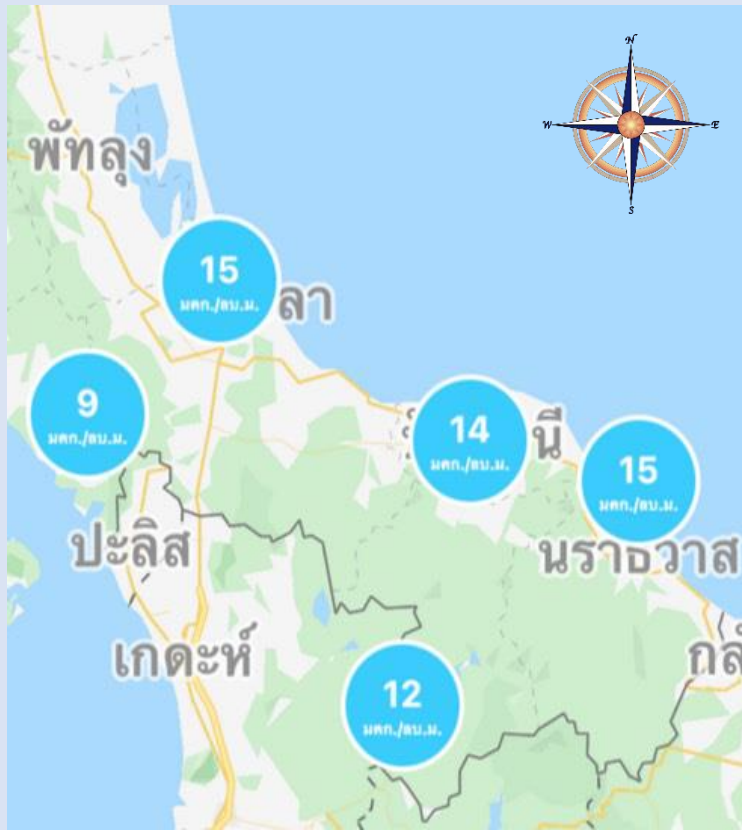 N
W
E
S
พัทลุง
15
มคก./ลบ.ม.
ลา
9
มคก./ลบ.ม.
14
มคก./ลบ.ม.
นี
15
มคก./ลบ.ม.
ปะลิส
นราธิวาส
เกดะห์
12
มคก./ลบ.ม.